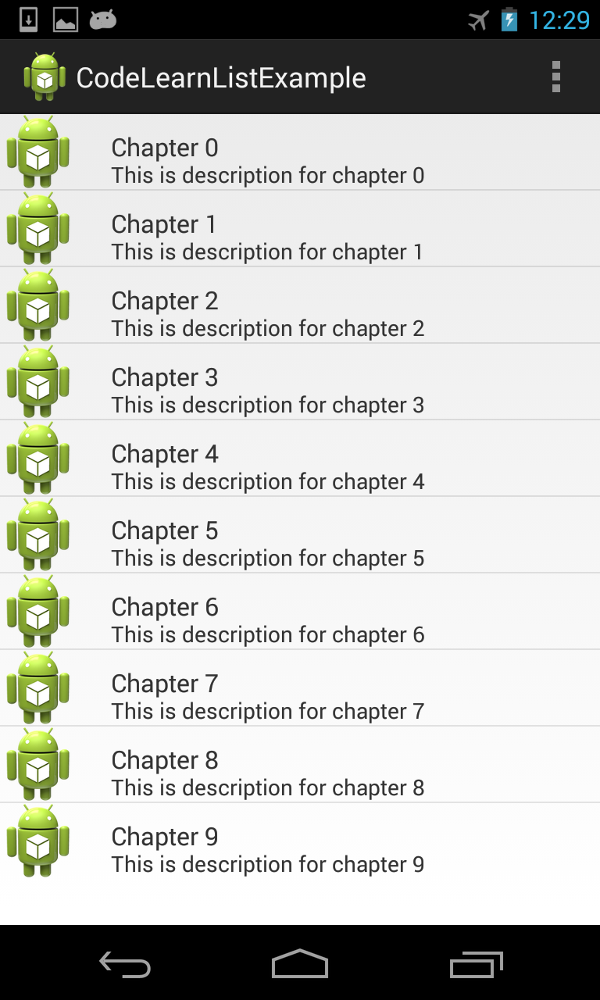 12:29
CodeLearnListExample
Chapter 0
This is description for chapter 0
Chapter 1
This is description for chapter 1
Chapter 2
This is description for chapter 2
Chapter 3
This is description for chapter 3
Chapter 4
This is description for chapter 4
Chapter 5
This is description for chapter 5
Chapter 6
This is description for chapter 6
Chapter 7
This is description for chapter 7
Chapter 8
This is description for chapter 8
Chapter 9
This is description for chapter 9